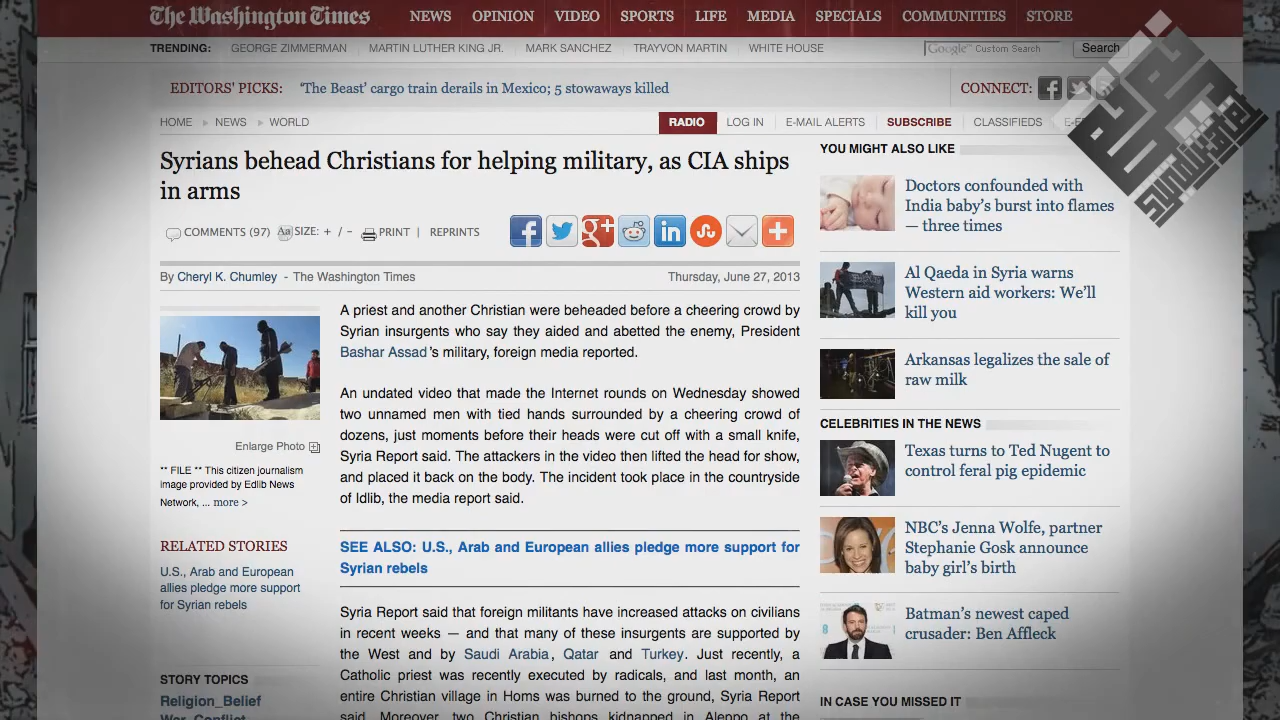 The Washington Times
NEWS OPINION VIDEO SPORTS LIFE MEDIA SPECIALS COMMUNITIES STORE
TRENDING: GEORGE ZIMMERMAN MARTIN LUTHER KING JR. MARK SANCHEZ TRAYVON MARTIN WHITE HOUSE
Google Custom Search Search
EDITORS' PICKS: 'The Beast' cargo train derails in Mexico; 5 stowaways killed
CONNECT:
HOME NEWS WORLD
RADIO LOG IN E-MAIL ALERTS SUBSCRIBE CLASSIFIEDS
Syrians behead Christians for helping military, as CIA ships
in arms
COMMENTS (97) Aa SIZE: + / - PRINT | REPRINTS
By Cheryl K. Chumley - The Washington Times
Thursday, June 27, 2013
Enlarge Photo
** FILE ** This citizen journalism
image provided by Edlib News
Network, ... more >
RELATED STORIES
U.S., Arab and European
allies pledge more support
for Syrian rebels
STORY TOPICS
Religion_Belief
War_Conflict
A priest and another Christian were beheaded before a cheering crowd by
Syrian insurgents who say they aided and abetted the enemy, President
Bashar Assad's military, foreign media reported.
An undated video that made the Internet rounds on Wednesday showed
two unnamed men with tied hands surrounded by a cheering crowd of
dozens, just moments before their heads were cut off with a small knife,
Syria Report said. The attackers in the video then lifted the head for show,
and placed it back on the body. The incident took place in the countryside
of Idlib, the media report said.
SEE ALSO: U.S., Arab and European allies pledge more support for
Syrian rebels
Syria Report said that foreign militants have increased attacks on civilians
in recent weeks — and that many of these insurgents are supported by
the West and by Saudi Arabia, Qatar and Turkey. Just recently, a
Catholic priest was recently executed by radicals, and last month, an
entire Christian village in Homs was burned to the ground, Syria Report
said. Moreover, two Christian bishops kidnapped in Aleppo at the
YOU MIGHT ALSO LIKE
Doctors confounded with
India baby's burst into flames
— three times
Al Qaeda in Syria warns
Western aid workers: We'll
kill you
Arkansas legalizes the sale of
raw milk
CELEBRITIES IN THE NEWS
Texas turns to Ted Nugent to
control feral pig epidemic
NBC's Jenna Wolfe, partner
Stephanie Gosk announce
baby girl's birth
Batman's newest caped
crusader: Ben Affleck
IN CASE YOU MISSED IT